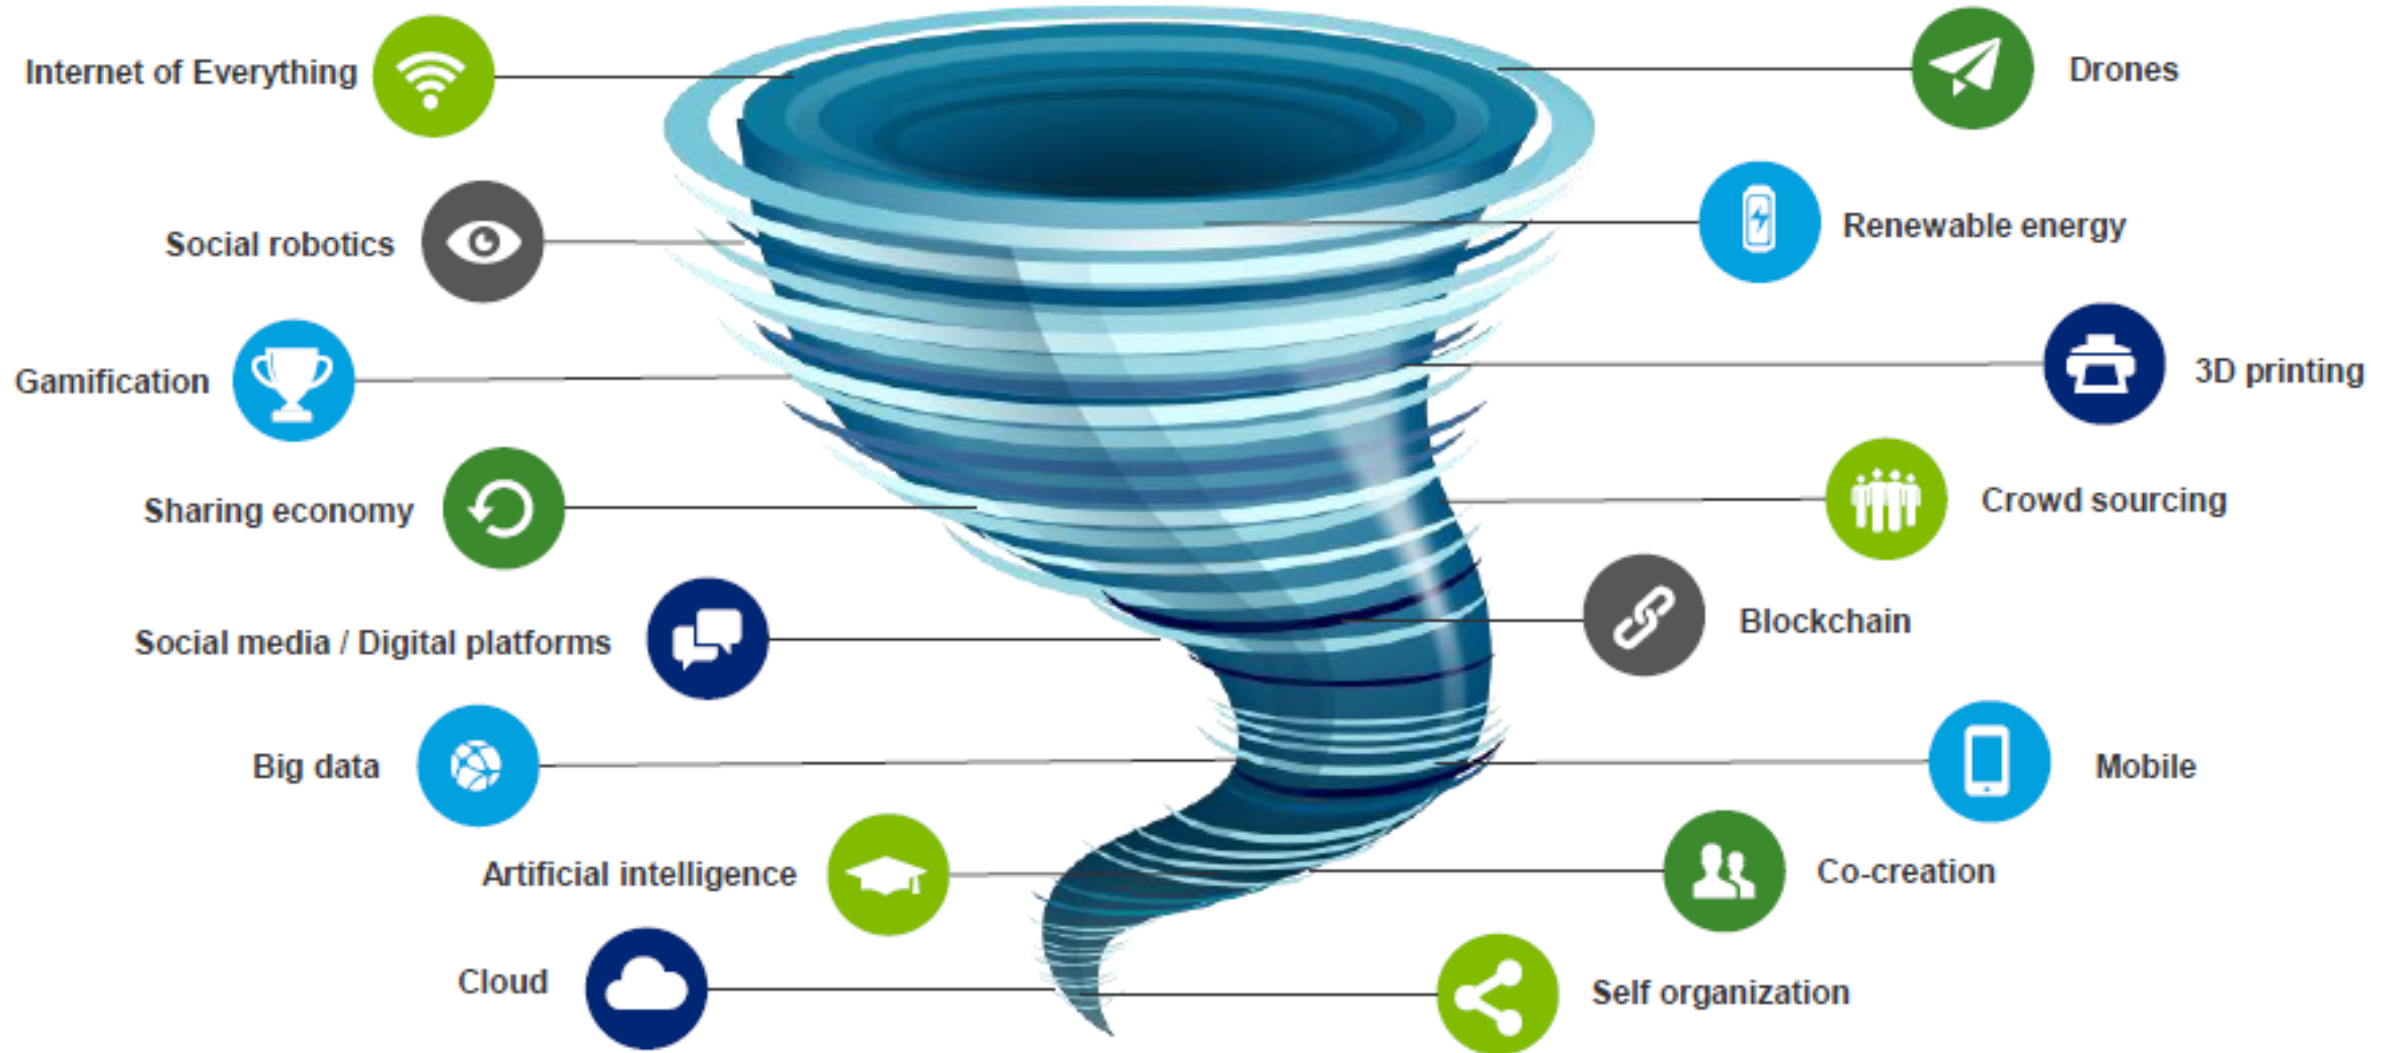 Internet of Everything
Drones
Social robotics
Renewable energy
Gamification
3D printing
Sharing economy
Crowd sourcing
Social media / Digital platforms
Blockchain
Big data
Mobile
Artificial intelligence
Co-creation
Cloud
Self organization